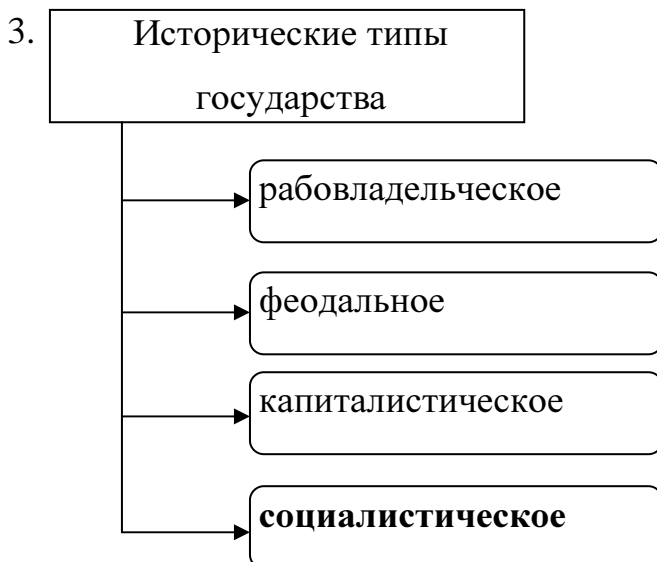 3. Исторические типы
государства
рабовладельческое
феодальное
капиталистическое
социалистическое